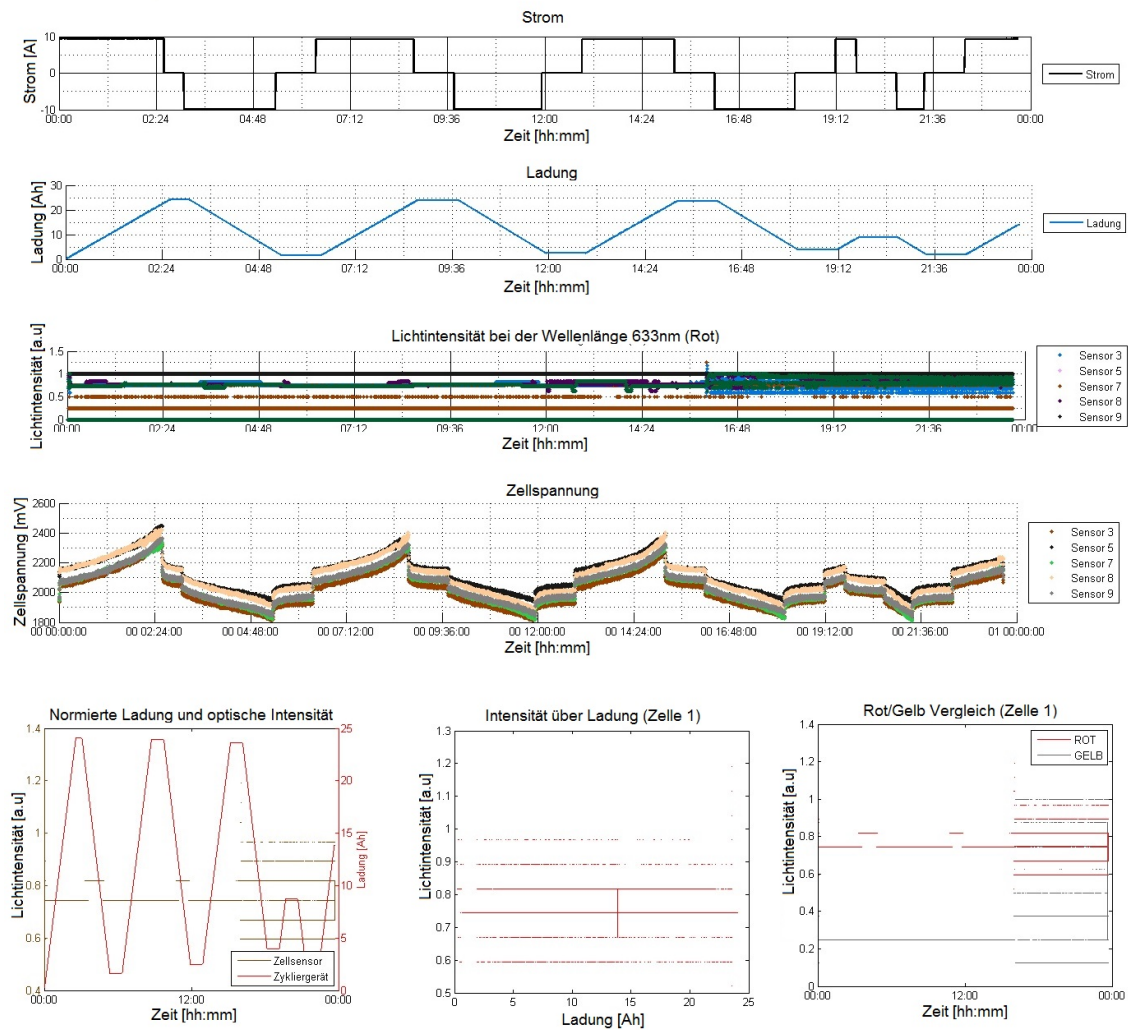 Strom
Strom [A]
10
0
-10
00:00 02:24 04:48 07:12 09:36 12:00 14:24 16:48 19:12 21:36 00:00
Zeit [hh:mm]
Strom
Ladung
Ladung [Ah]
30
20
10
0
00:00 02:24 04:48 07:12 09:36 12:00 14:24 16:48 19:12 21:36 00:00
Zeit [hh:mm]
Ladung
Lichtintensität bei der Wellenlänge 633nm (Rot)
Lichtintensität [a.u]
1.5
1
0.5
0
00:00 02:24 04:48 07:12 09:36 12:00 14:24 16:48 19:12 21:36 00:00
Zeit [hh:mm]
Sensor 3
Sensor 5
Sensor 7
Sensor 8
Sensor 9
Zellspannung
Zellspannung [mV]
2600
2400
2200
2000
1800
00 00:00:00 00 02:24:00 00 04:48:00 00 07:12:00 00 09:36:00 00 12:00:00 00 14:24:00 00 16:48:00 00 19:12:00 00 21:36:00 01 00:00:00
Zeit [hh:mm]
Sensor 3
Sensor 5
Sensor 7
Sensor 8
Sensor 9
Normierte Ladung und optische Intensität
Lichtintensität [a.u]
1.4
1.2
1
0.8
0.6
0.4
25
20
15
10
5
0
Ladung [Ah]
00:00 12:00 00:00
Zeit [hh:mm]
Zellsensor
Zykliergerät
Intensität über Ladung (Zelle 1)
Lichtintensität [a.u]
1.3
1.2
1.1
1
0.9
0.8
0.7
0.6
0.5
0 5 10 15 20 25
Ladung [Ah]
Rot/Gelb Vergleich (Zelle 1)
Lichtintensität [a.u]
1.4
1.2
1
0.8
0.6
0.4
0.2
0
00:00 12:00 00:00
Zeit [hh:mm]
ROT
GELB